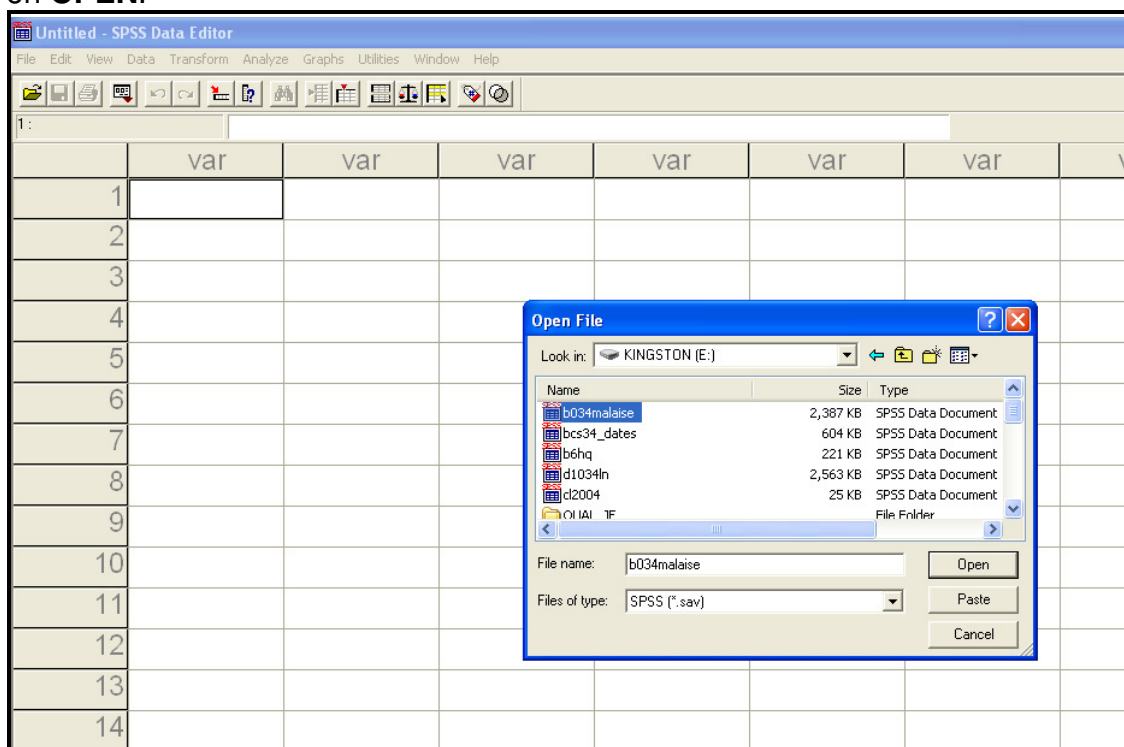 on OPEN.
Untitled - SPSS Data Editor
File Edit View Data Transform Analyze Graphs Utilities Window Help
1 :
var var var var var var
1
2
3
4
5
6
7
8
9
10
11
12
13
14
Open File
Look in: KINGSTON (E:)
Name Size Type
b034malaise 2,387 KB SPSS Data Document
bcs34_dates 604 KB SPSS Data Document
b6hq 221 KB SPSS Data Document
d1034ln 2,563 KB SPSS Data Document
cl2004 25 KB SPSS Data Document
File Folder
File name: b034malaise Open
Files of type: SPSS (*.sav) Paste
Cancel